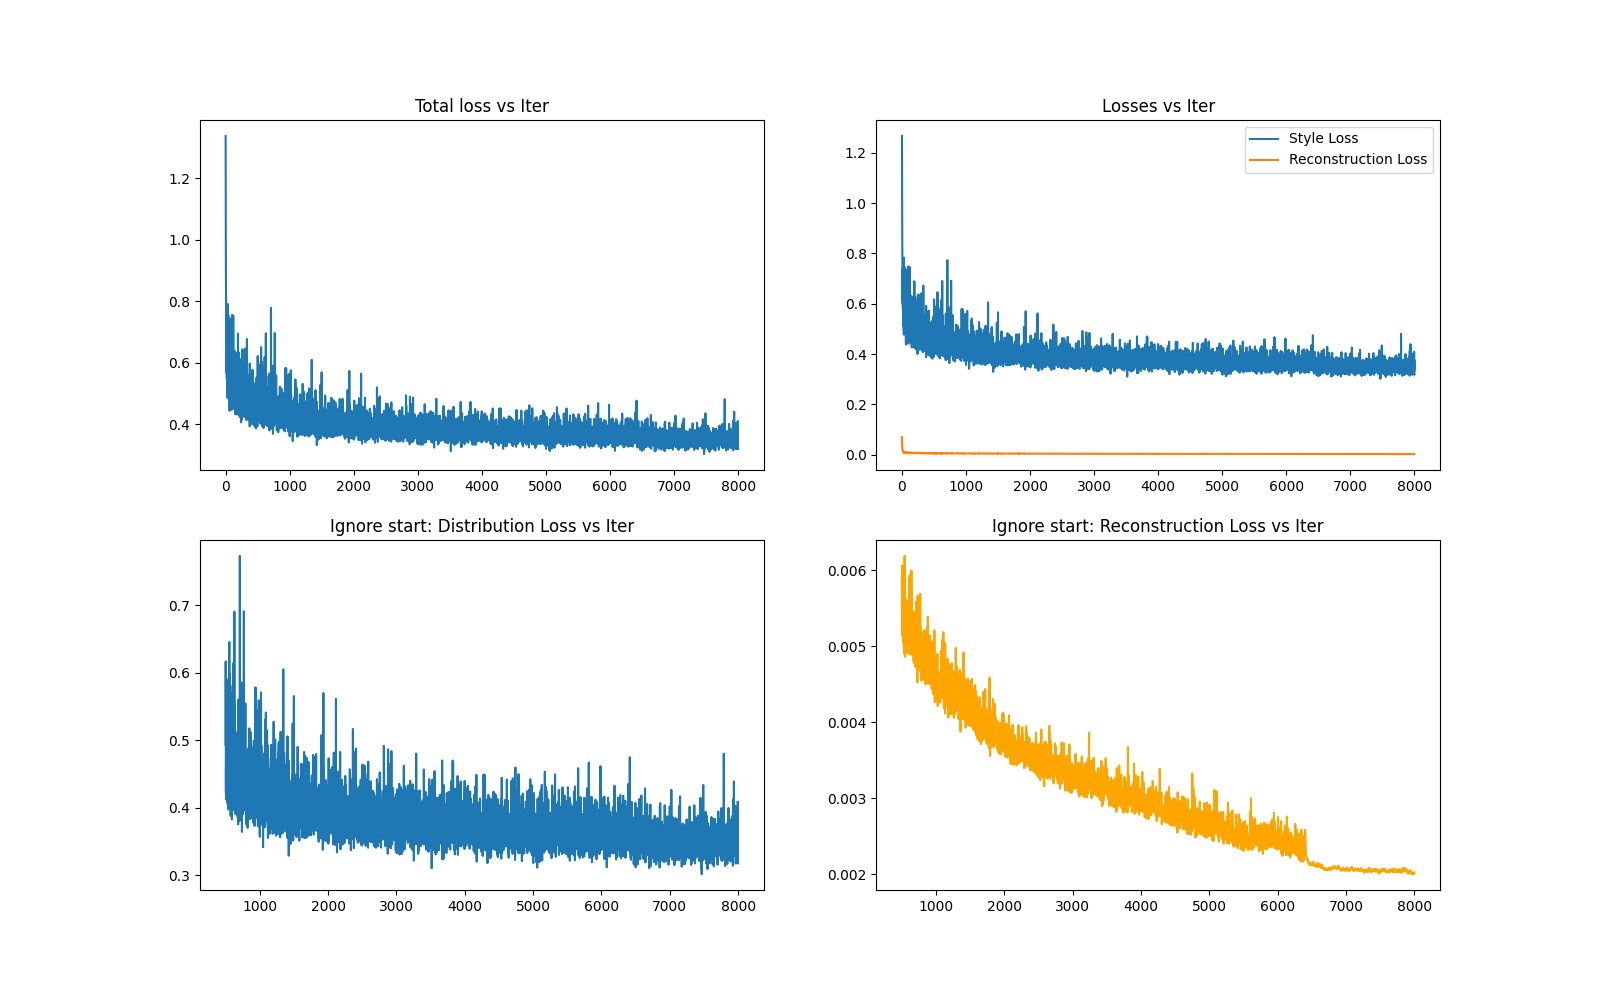 Total loss vs Iter
1.2
1.0
0.8
0.6
0.4
0 1000 2000 3000 4000 5000 6000 7000 8000
Losses vs Iter
Style Loss
Reconstruction Loss
1.2
1.0
0.8
0.6
0.4
0.2
0.0
0 1000 2000 3000 4000 5000 6000 7000 8000
Ignore start: Distribution Loss vs Iter
0.7
0.6
0.5
0.4
0.3
1000 2000 3000 4000 5000 6000 7000 8000
Ignore start: Reconstruction Loss vs Iter
0.006
0.005
0.004
0.003
0.002
1000 2000 3000 4000 5000 6000 7000 8000